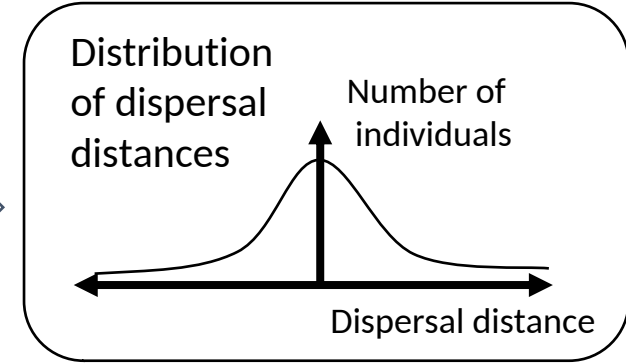 Distribution
of dispersal
distances
Number of
individuals
Dispersal distance